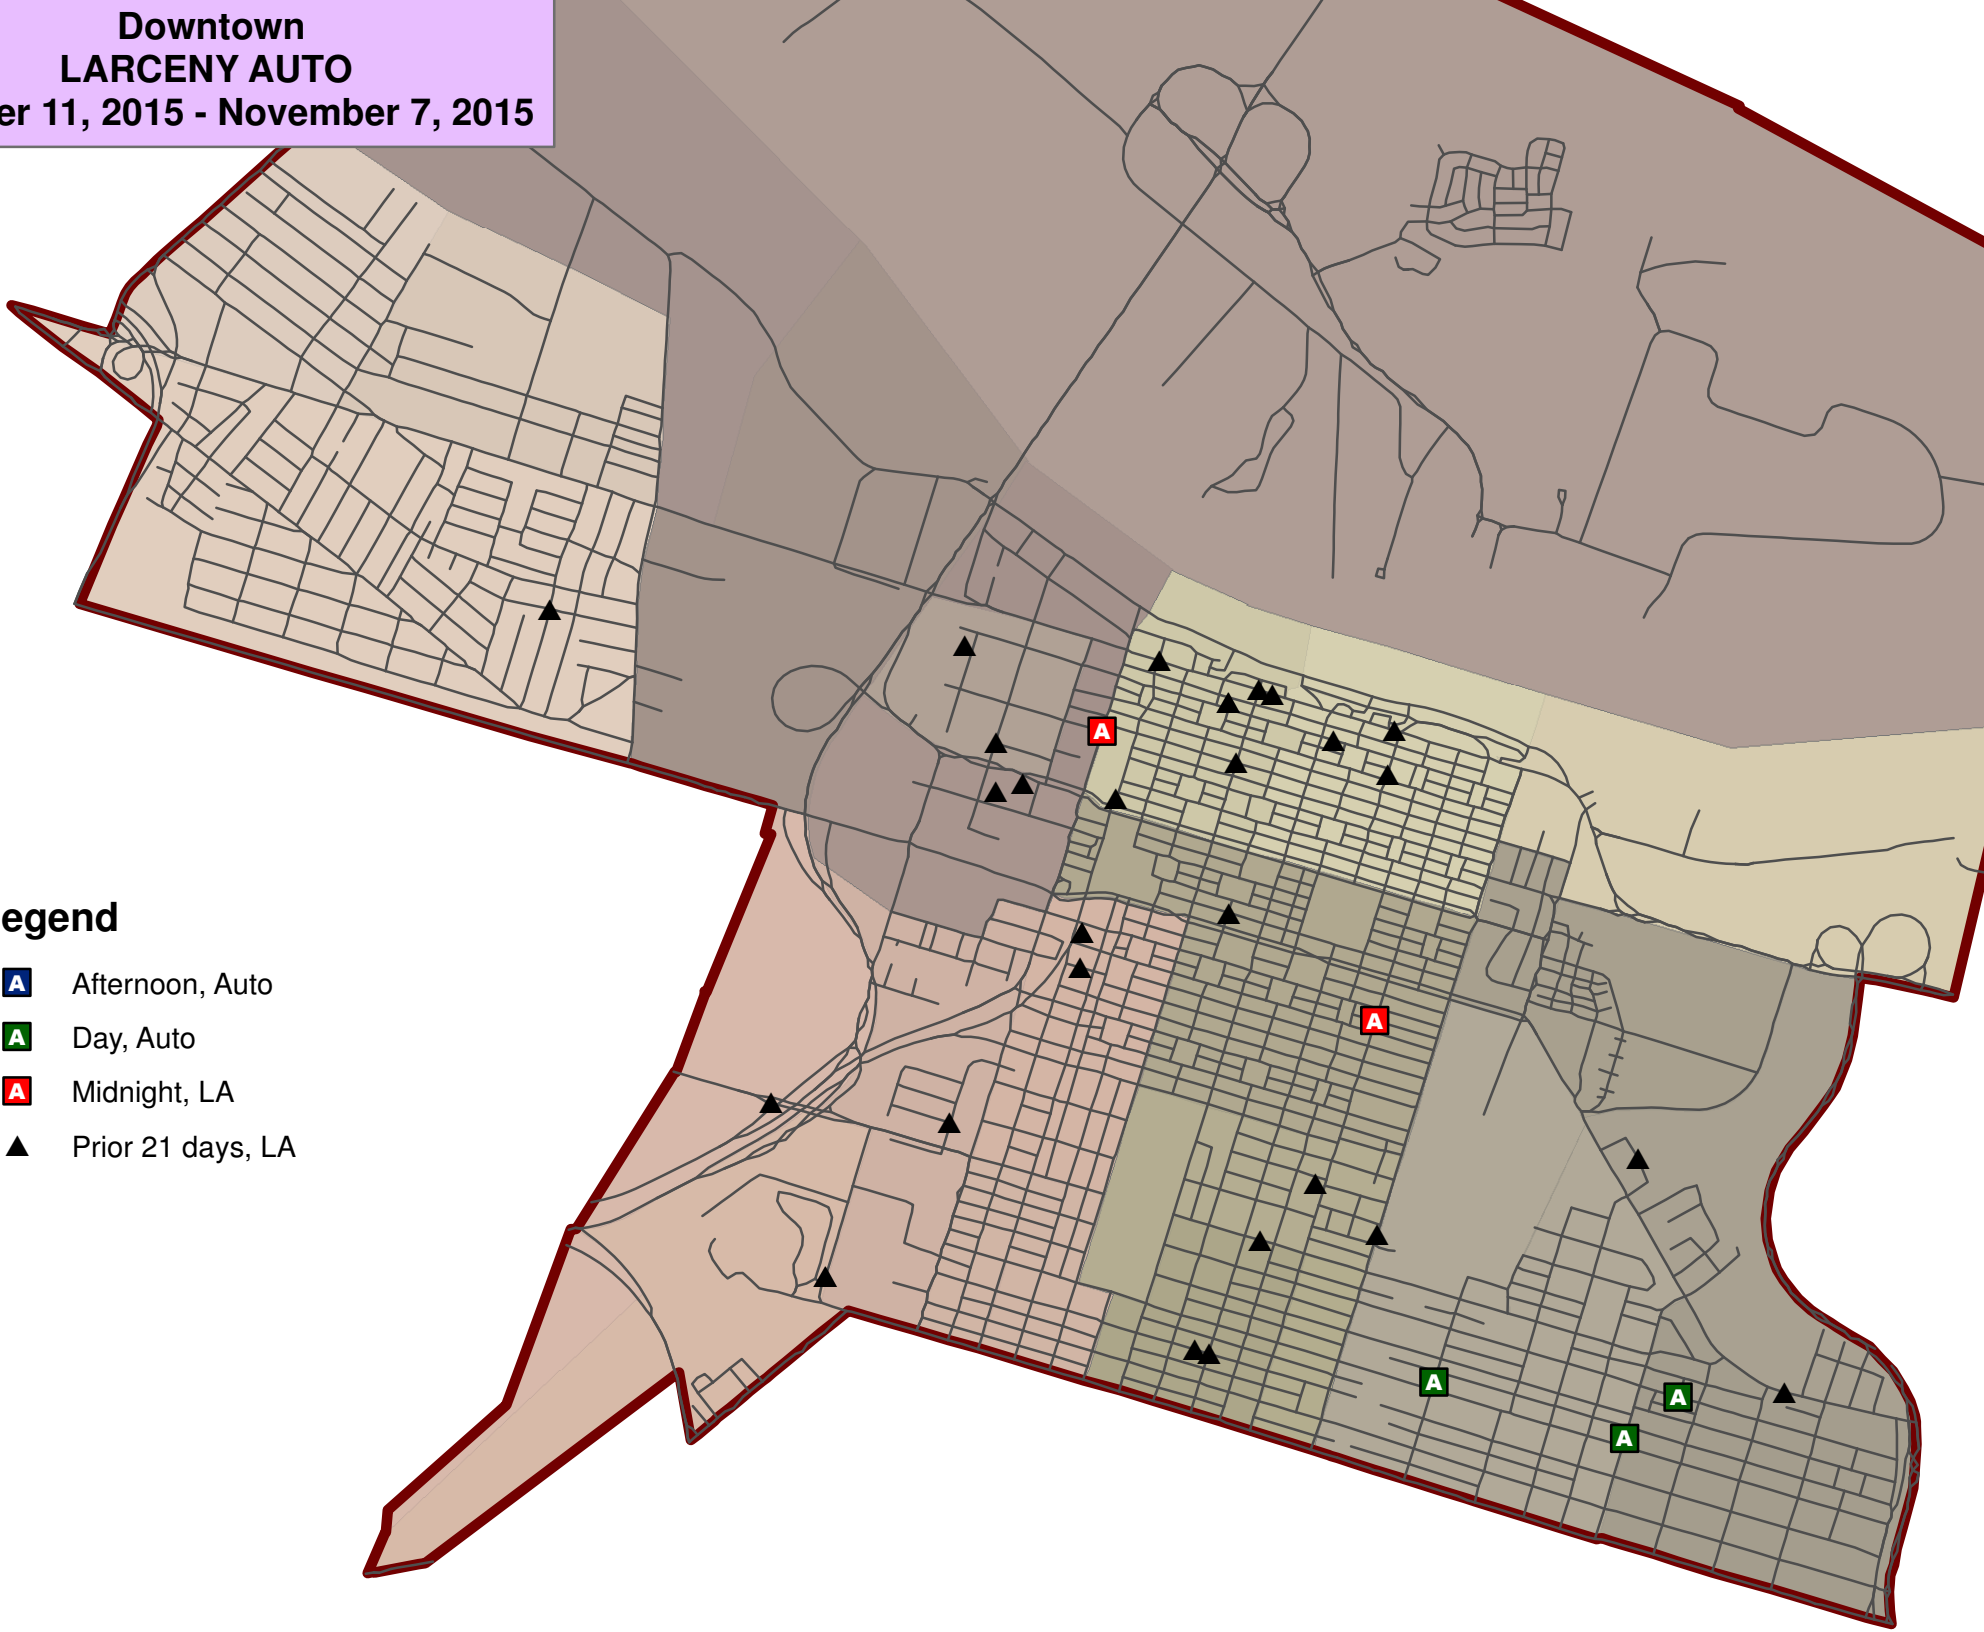 Downtown
LARCENY AUTO
er 11, 2015 - November 7, 2015
A
A
A
A
A
egend
A Afternoon, Auto
A Day, Auto
A Midnight, LA
Prior 21 days, LA